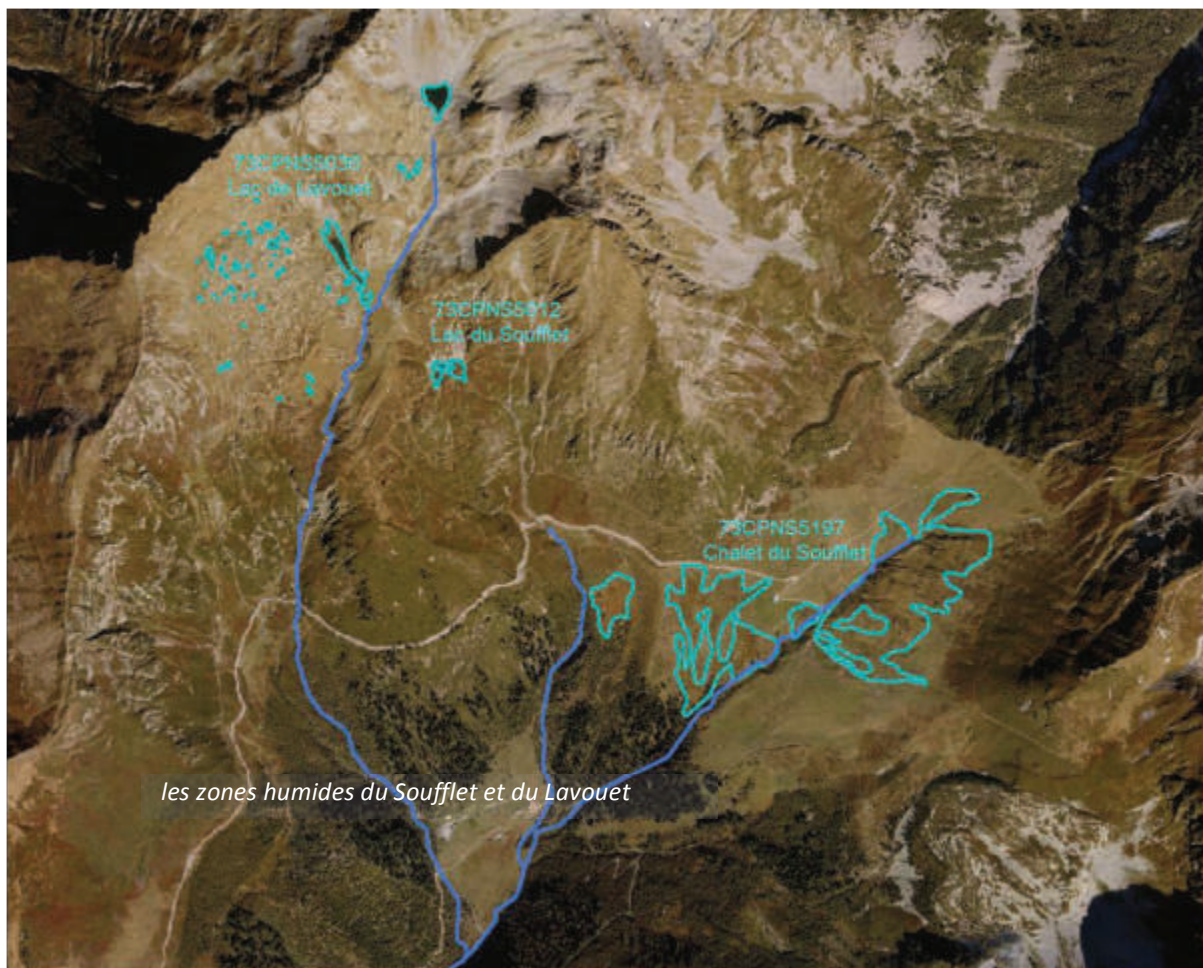 Lac de Lavouet
73CPNS5012
Lac du Soufflet
73CPNS5197
Chalet du Soufflet
les zones humides du Soufflet et du Lavouet